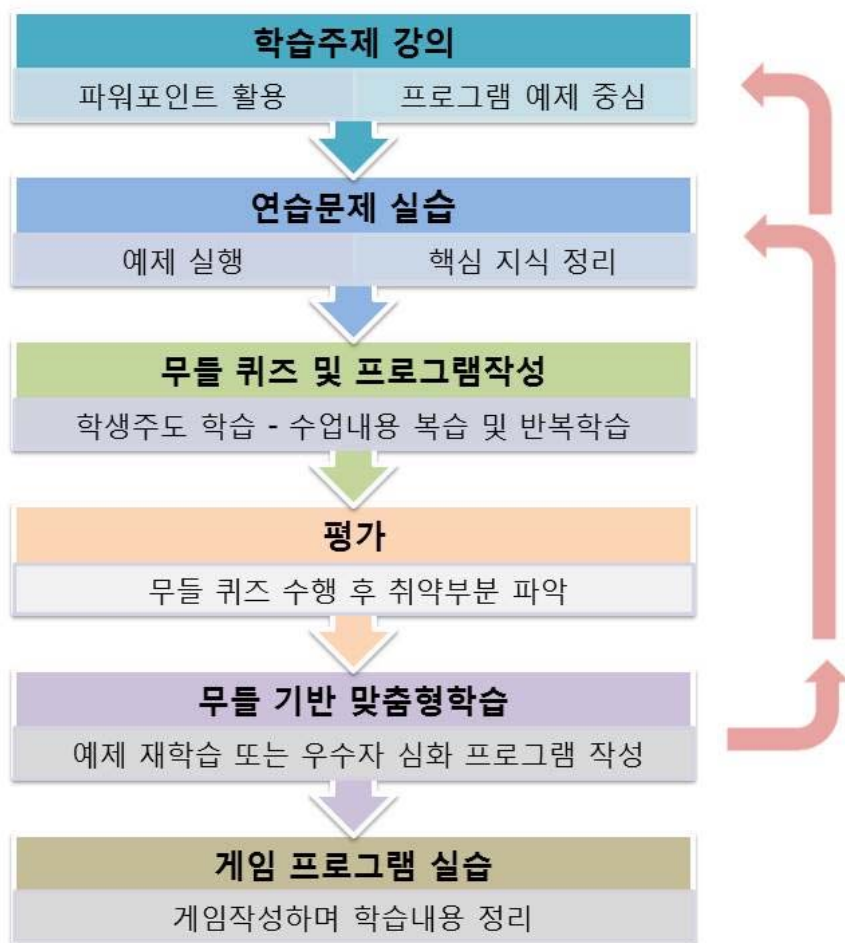 학습주제 강의
파워포인트 활용 프로그램 예제 중심
연습문제 실습
예제 실행 핵심 지식 정리
무들 퀴즈 및 프로그램작성
학생주도 학습 - 수업내용 복습 및 반복학습
평가
무들 퀴즈 수행 후 취약부분 파악
무들 기반 맞춤형학습
예제 재학습 또는 우수자 심화 프로그램 작성
게임 프로그램 실습
게임작성하며 학습내용 정리